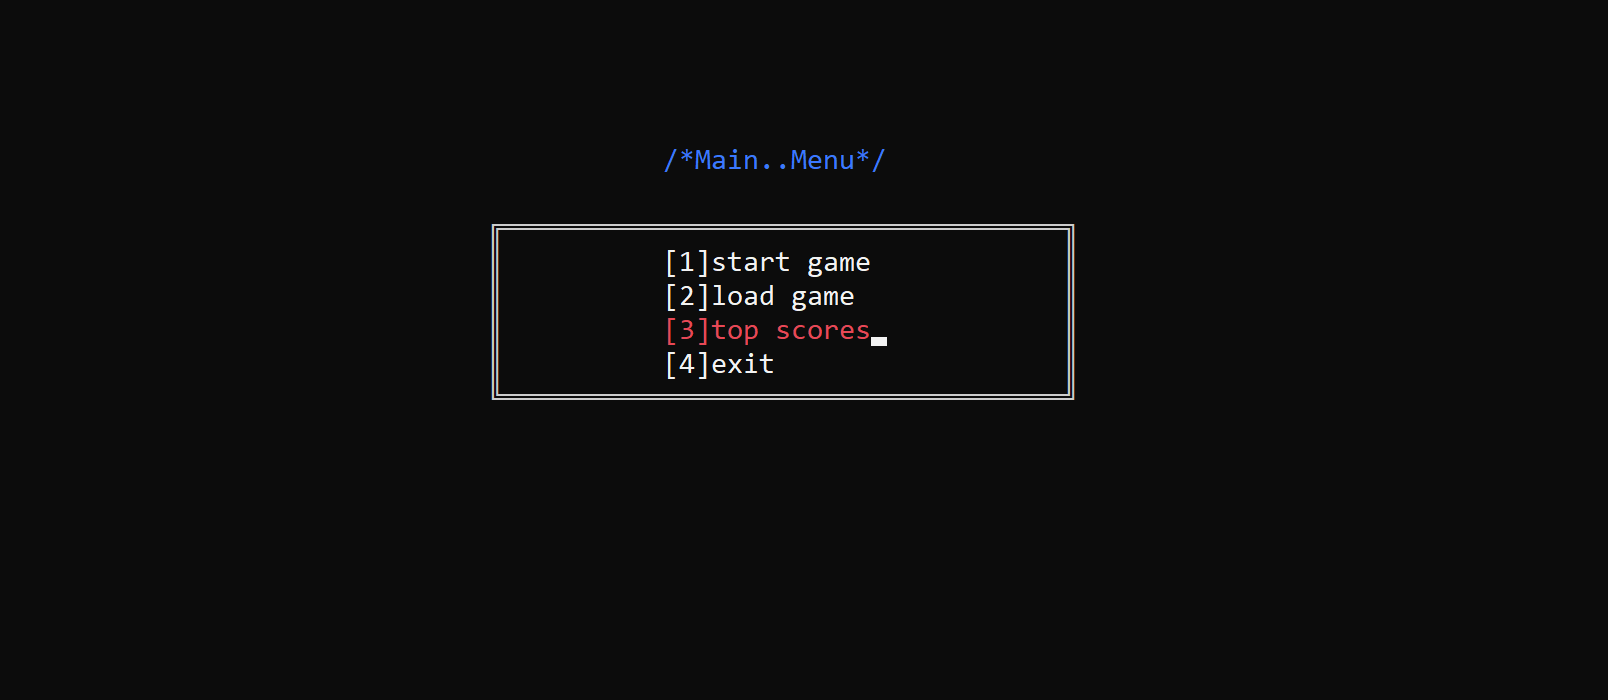 /*Main..Menu*/
[1]start game
[2]load game
[3]top scores
[4]exit